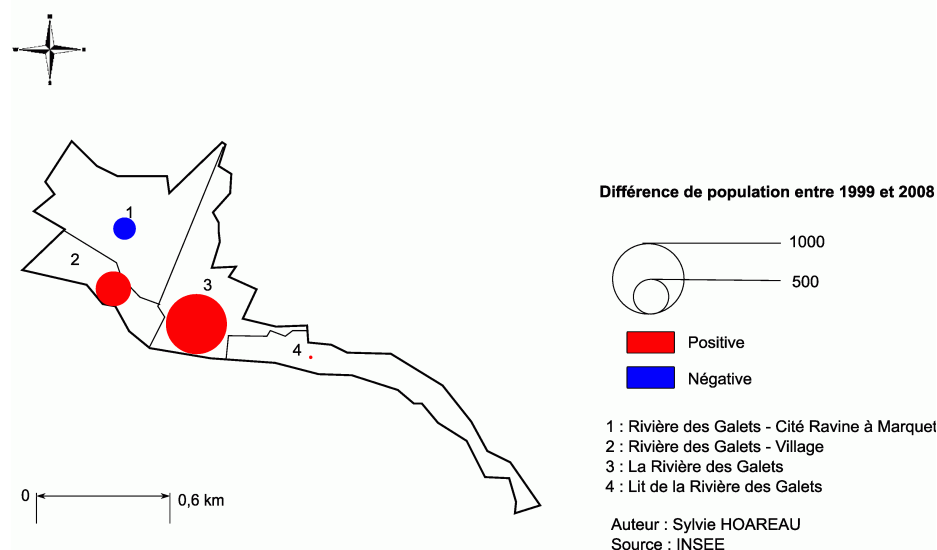 1
2
3
4
0
0,6 km
Différence de population entre 1999 et 2008
1000
500
Positive
Négative
1 : Rivière des Galets - Cité Ravine à Marquet
2 : Rivière des Galets - Village
3 : La Rivière des Galets
4 : Lit de la Rivière des Galets
Auteur : Sylvie HOAREAU
Source : INSEE